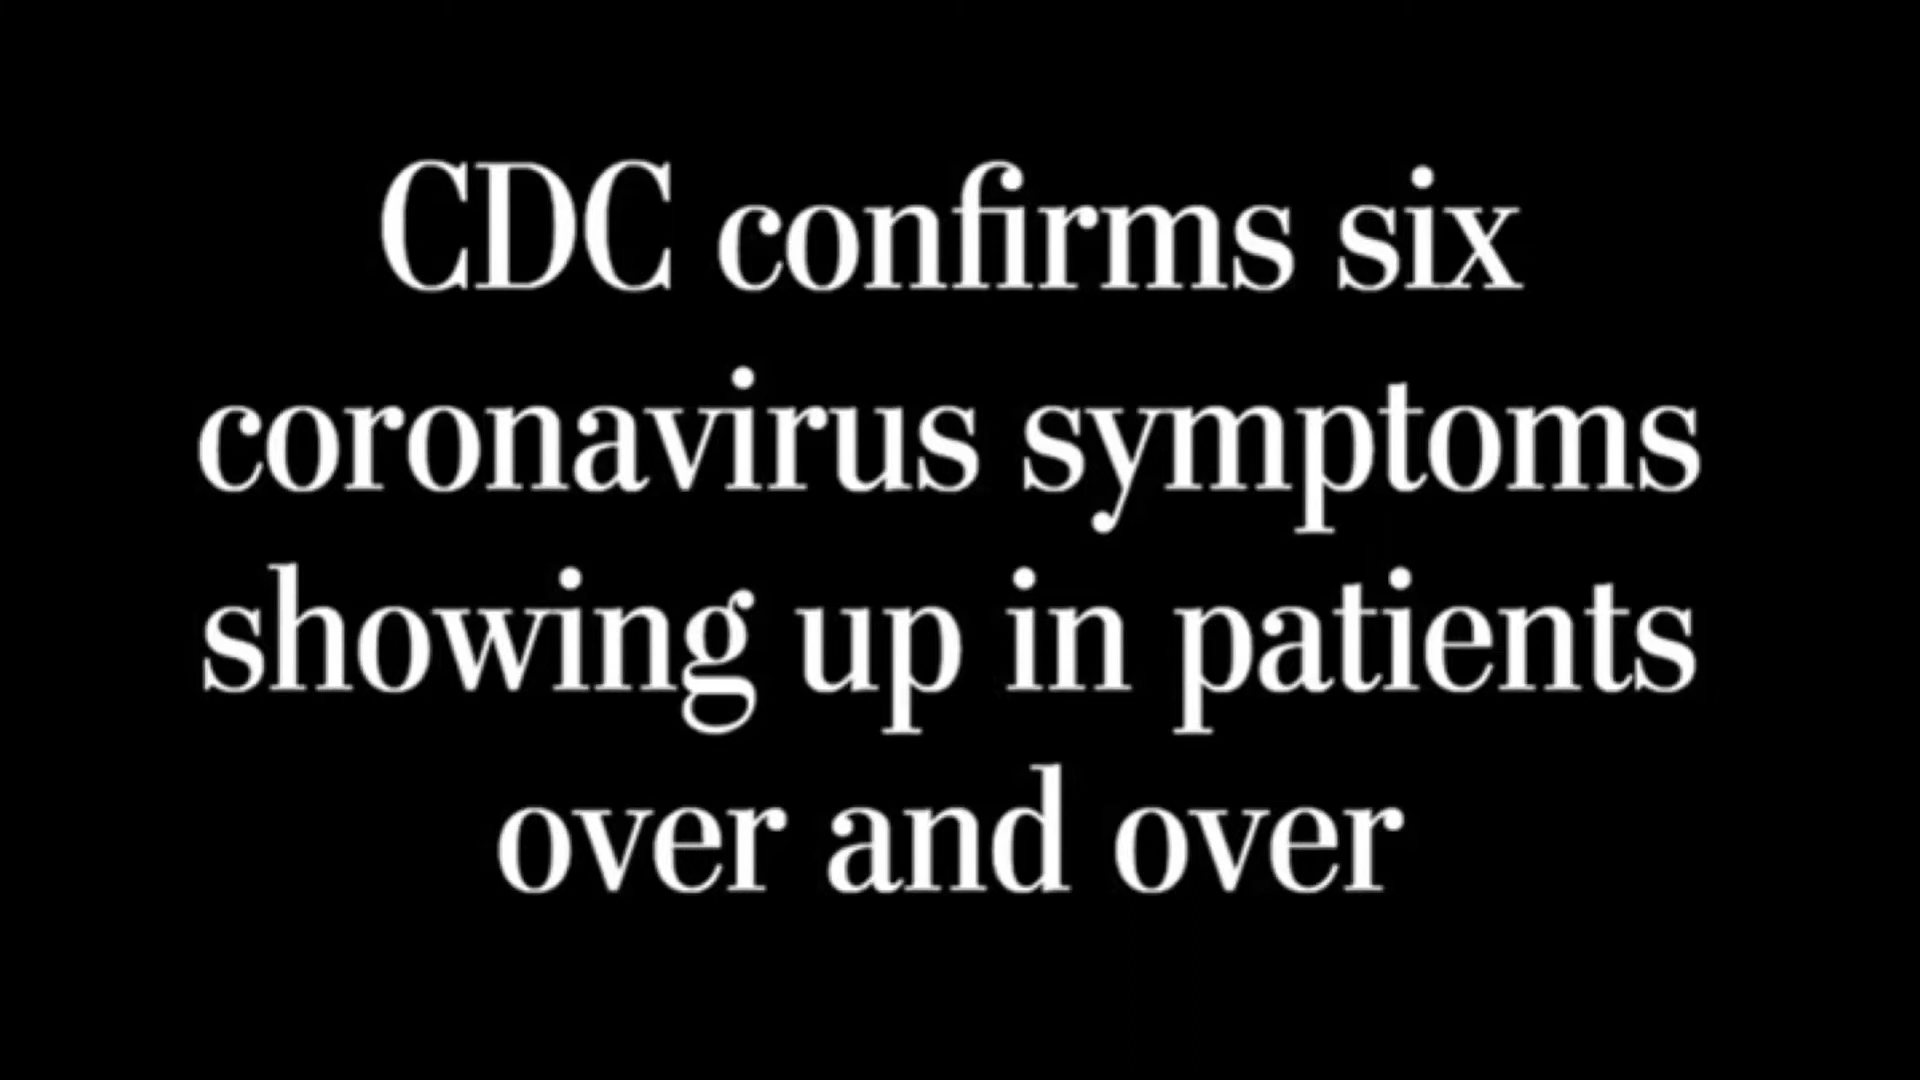 CDC confirms six
coronavirus symptoms
showing up in patients
over and over